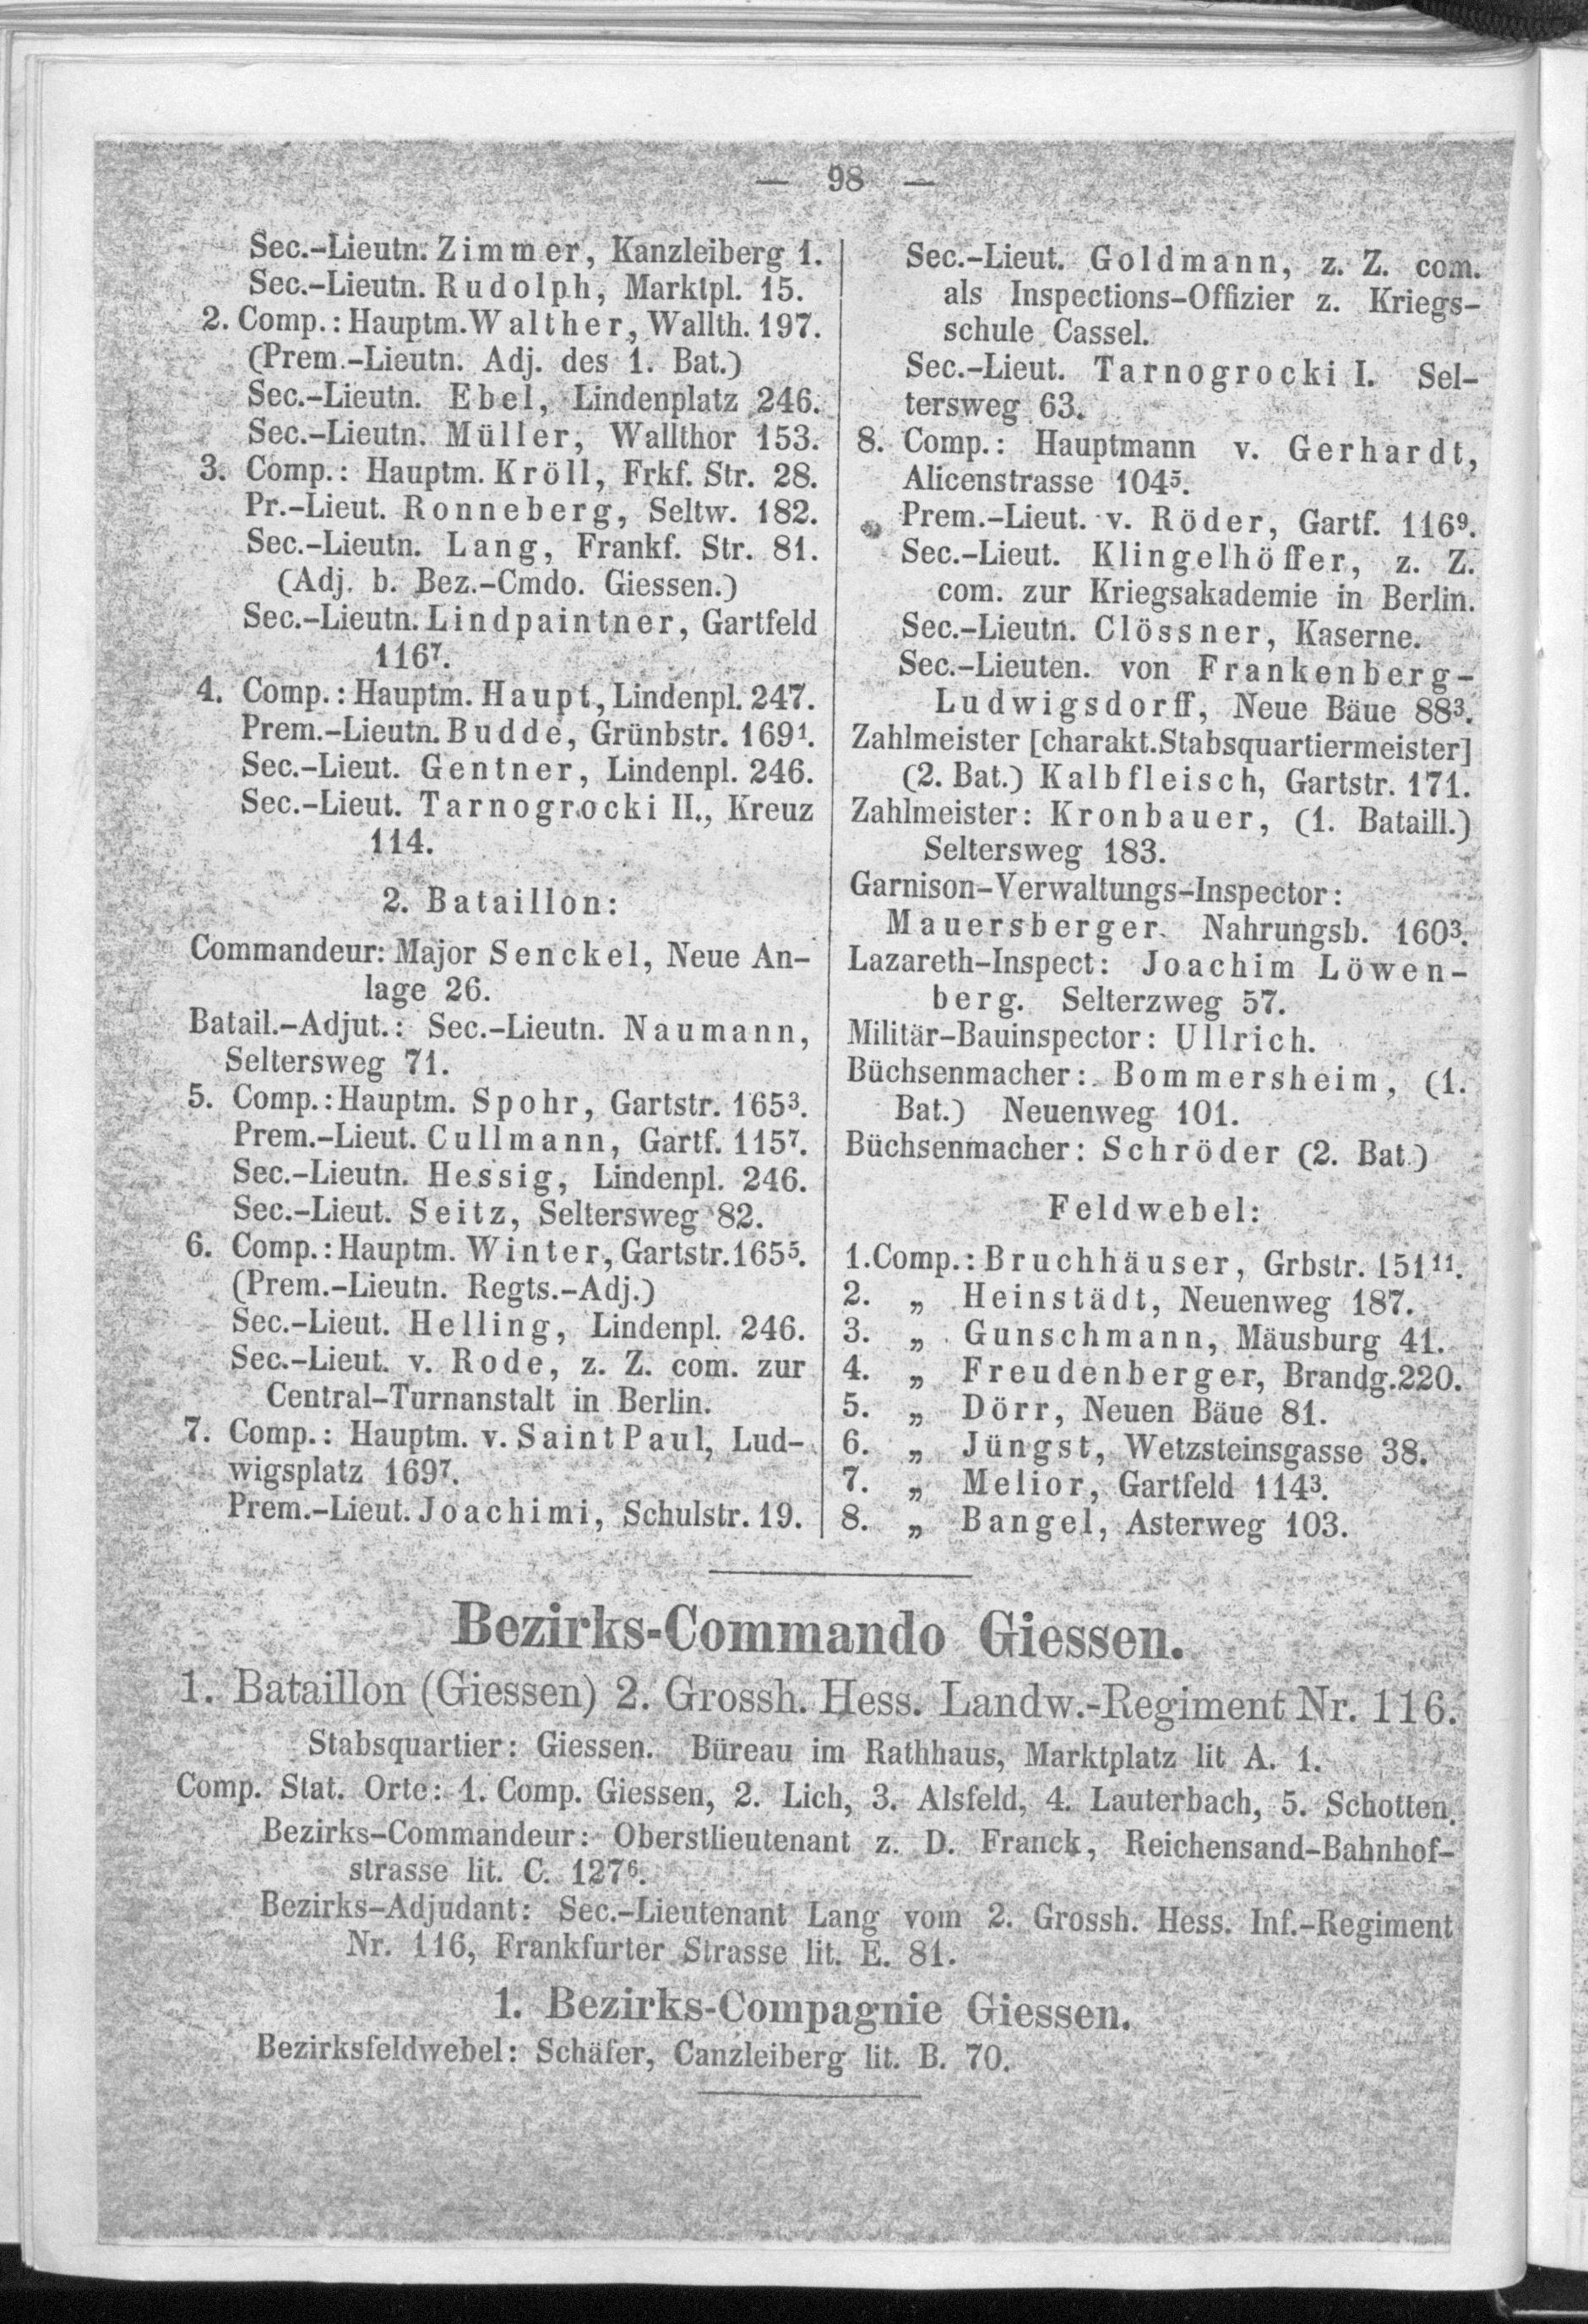 — 98 —
Sec.-Lieutn. Zimmer, Kanzleiberg 1.
Sec.-Lieutn. Rudolph, Marktpl. 15.
2. Comp.: Hauptm. Walther, Wallth. 197.
(Prem.-Lieutn. Adj. des 1. Bat.)
Sec.-Lieutn. Ebel, Lindenplatz 246.
Sec.-Lieutn. Müller, Wallthor 153.
3. Comp.: Hauptm. Kröll, Frkf. Str. 28.
Pr.-Lieut. Ronneberg, Seltw. 182.
Sec.-Lieutn. Lang, Frankf. Str. 81.
(Adj. b. Bez.-Cmdo. Giessen.)
Sec.-Lieutn. Lindpaintner, Gartfeld
116⁷.
4. Comp.: Hauptm. Haupt, Lindenpl. 247.
Prem.-Lieutn. Budde, Grünbstr. 169¹.
Sec.-Lieut. Gentner, Lindenpl. 246.
Sec.-Lieut. Tarnogrocki II., Kreuz
114.
2. Bataillon:
Commandeur: Major Senckel, Neue An-
lage 26.
Batail.-Adjut.: Sec.-Lieutn. Naumann,
Seltersweg 71.
5. Comp.: Hauptm. Spohr, Gartstr. 165³.
Prem.-Lieut. Cullmann, Gartf. 115⁷.
Sec.-Lieutn. Hessig, Lindenpl. 246.
Sec.-Lieut. Seitz, Seltersweg 82.
6. Comp.: Hauptm. Winter, Gartstr. 165⁵.
(Prem.-Lieutn. Regts.-Adj.)
Sec.-Lieut. Helling, Lindenpl. 246.
Sec.-Lieut. v. Rode, z. Z. com. zur
Central-Turnanstalt in Berlin.
7. Comp.: Hauptm. v. Saint Paul, Lud-
wigsplatz 169⁷.
Prem.-Lieut. Joachimi, Schulstr. 19.
Sec.-Lieut. Goldmann, z. Z. com.
als Inspections-Offizier z. Kriegs-
schule Cassel.
Sec.-Lieut. Tarnogrocki I. Sel-
tersweg 63.
8. Comp.: Hauptmann v. Gerhardt,
Alicenstrasse 104⁵.
Prem.-Lieut. v. Röder, Gartf. 116⁹.
Sec.-Lieut. Klingelhöffer, z. Z.
com. zur Kriegsakademie in Berlin.
Sec.-Lieutn. Clössner, Kaserne.
Sec.-Lieuten. von Frankenberg-
Ludwigsdorff, Neue Bäue 88³.
Zahlmeister [charakt. Stabsquartiermeister]
(2. Bat.) Kalbfleisch, Gartstr. 171.
Zahlmeister: Kronbauer, (1. Bataill.)
Seltersweg 183.
Garnison-Verwaltungs-Inspector:
Mauersberger. Nahrungsb. 160³.
Lazareth-Inspect: Joachim Löwen-
berg. Selterzweg 57.
Militär-Bauinspector: Ullrich.
Büchsenmacher: Bommersheim, (1.
Bat.) Neuenweg 101.
Büchsenmacher: Schröder (2. Bat.)
Feldwebel:
1. Comp.: Bruchhäuser, Grbstr. 151¹¹.
2. „ Heinstädt, Neuenweg 187.
3. „ Gunschmann, Mäusburg 41.
4. „ Freudenberger, Brandg. 220.
5. „ Dörr, Neuen Bäue 81.
6. „ Jüngst, Wetzsteinsgasse 38.
7. „ Melior, Gartfeld 114³.
8. „ Bangel, Asterweg 103.
Bezirks-Commando Giessen.
1. Bataillon (Giessen) 2. Grossh. Hess. Landw.-Regiment Nr. 116.
Stabsquartier: Giessen. Büreau im Rathhaus, Marktplatz lit A. 1.
Comp. Stat. Orte: 1. Comp. Giessen, 2. Lich, 3. Alsfeld, 4. Lauterbach, 5. Schotten.
Bezirks-Commandeur: Oberstlieutenant z. D. Franck, Reichensand-Bahnhof-
strasse lit. C. 127⁶.
Bezirks-Adjudant: Sec.-Lieutenant Lang vom 2. Grossh. Hess. Inf.-Regiment
Nr. 116, Frankfurter Strasse lit. E. 81.
1. Bezirks-Compagnie Giessen.
Bezirksfeldwebel: Schäfer, Canzleiberg lit. B. 70.